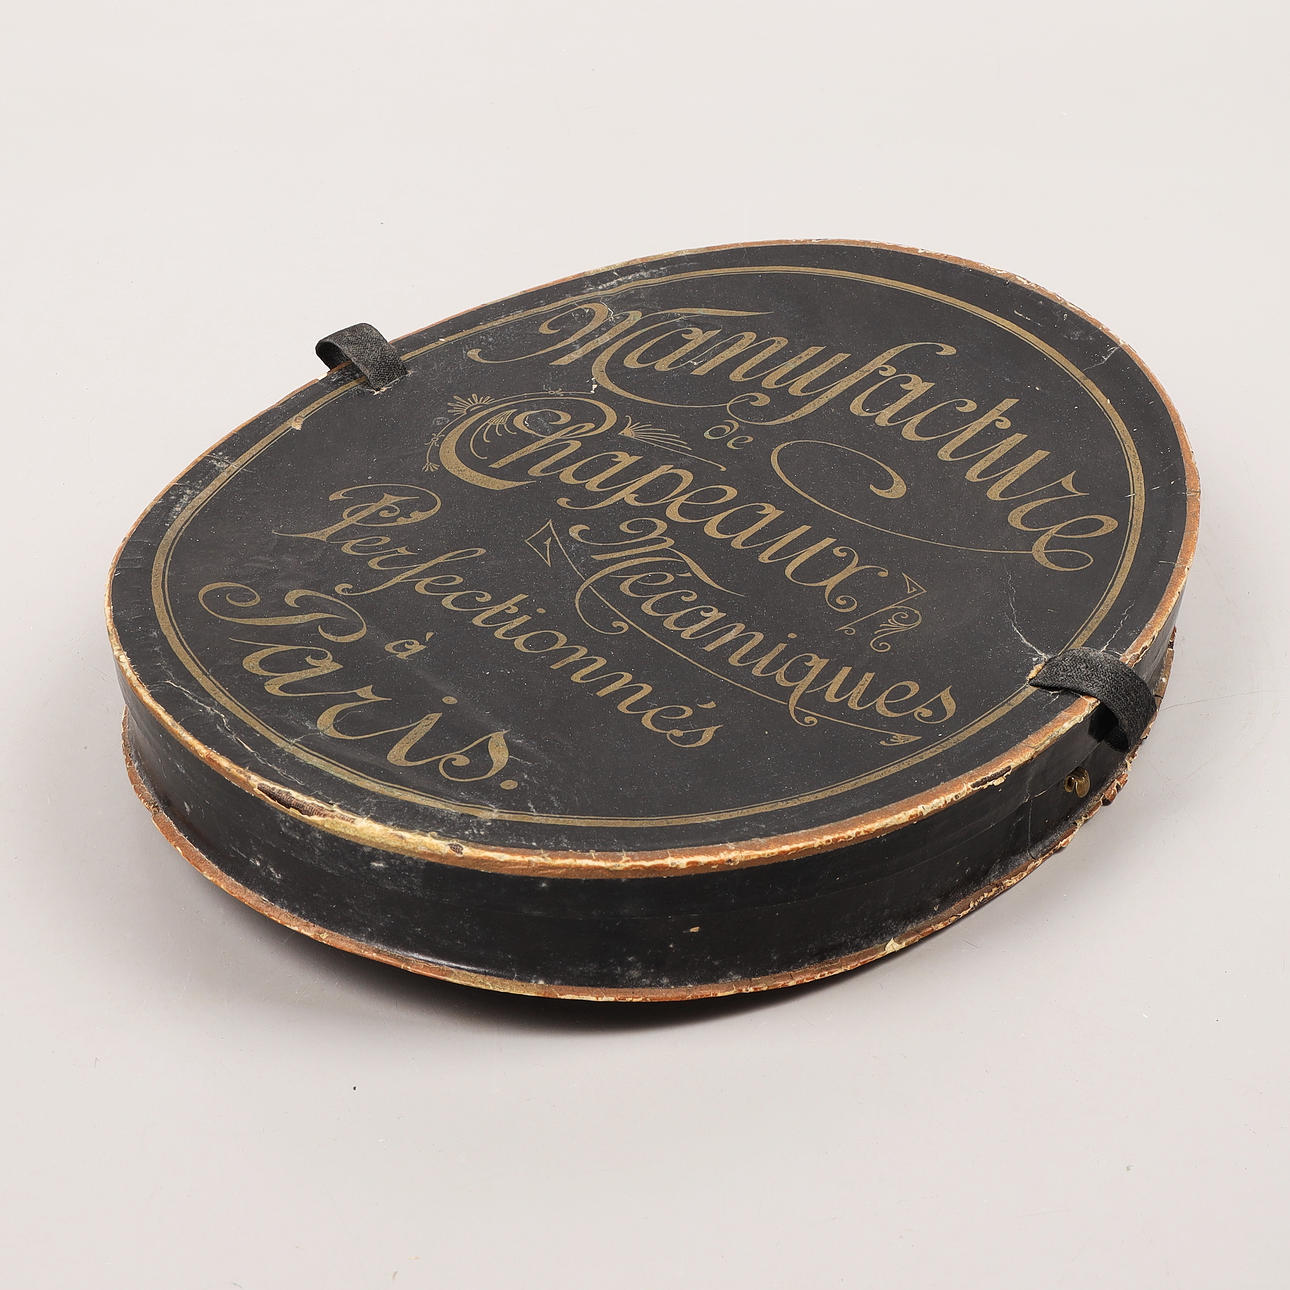 Manufacture
de
Chapeaux
Mécaniques
Perfectionnés
à
Paris.